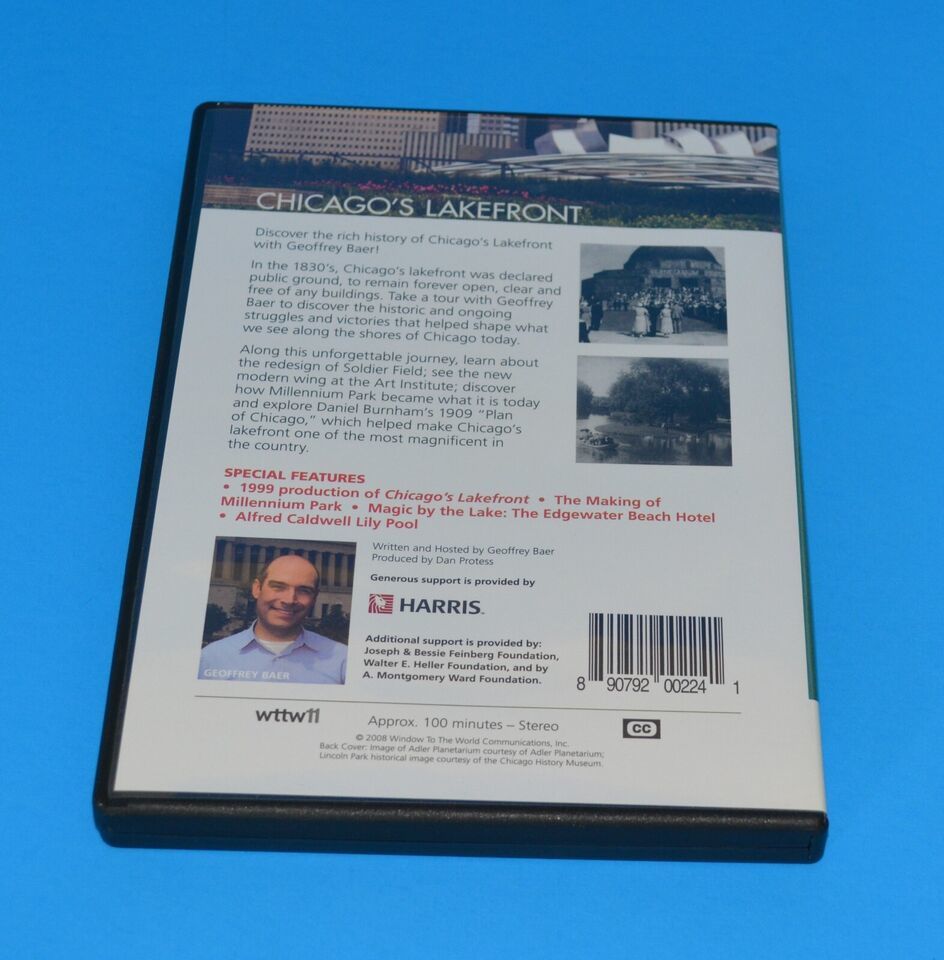 CHICAGO'S LAKEFRONT
Discover the rich history of Chicago's Lakefront
with Geoffrey Baer!
In the 1830's, Chicago's lakefront was declared
public ground, to remain forever open, clear and
free of any buildings. Take a tour with Geoffrey
Baer to discover the historic and ongoing
struggles and victories that helped shape what
we see along the shores of Chicago today.
Along this unforgettable journey, learn about
the redesign of Soldier Field; see the new
modern wing at the Art Institute; discover
how Millennium Park became what it is today
and explore Daniel Burnham's 1909 "Plan
of Chicago," which helped make Chicago's
lakefront one of the most magnificent in
the country.
SPECIAL FEATURES
• 1999 production of Chicago's Lakefront • The Making of
Millennium Park • Magic by the Lake: The Edgewater Beach Hotel
• Alfred Caldwell Lily Pool
GEOFFREY BAER
Written and Hosted by Geoffrey Baer
Produced by Dan Protess
Generous support is provided by
HARRIS™
Additional support is provided by:
Joseph & Bessie Feinberg Foundation,
Walter E. Heller Foundation, and by
A. Montgomery Ward Foundation.
8 90792 00224 1
wttw11
Approx. 100 minutes – Stereo
CC
© 2008 Window To The World Communications, Inc.
Back Cover: Image of Adler Planetarium courtesy of Adler Planetarium;
Lincoln Park historical image courtesy of the Chicago History Museum.